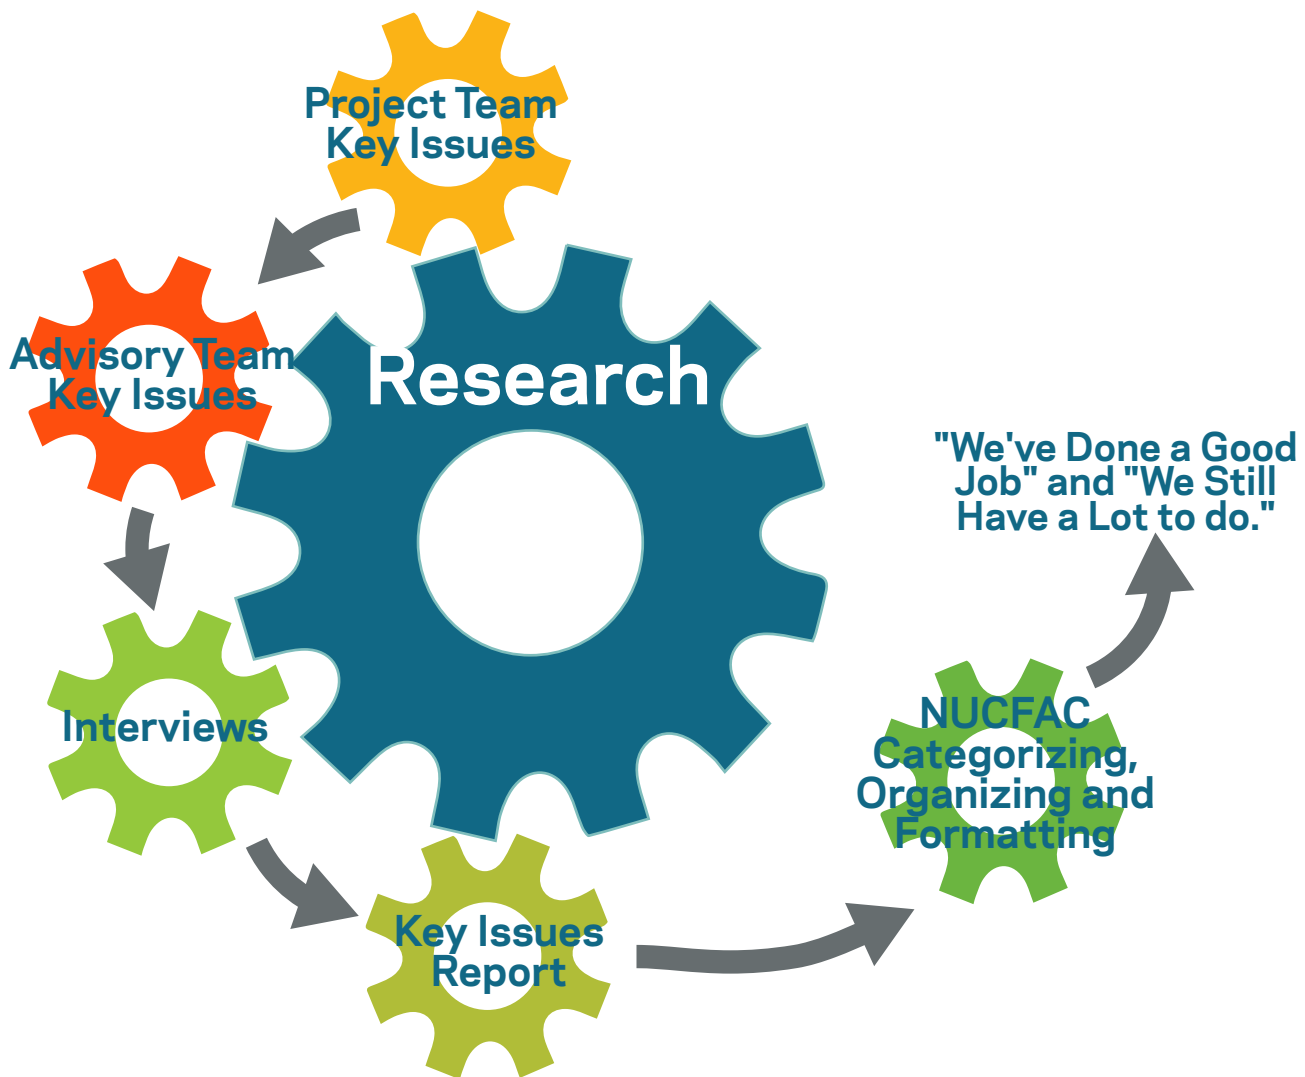 Project Team
Key Issues
Advisory Team
Key Issues
Research
"We've Done a Good
Job" and "We Still
Have a Lot to do."
Interviews
NUCFAC
Categorizing,
Organizing and
Formatting
Key Issues
Report